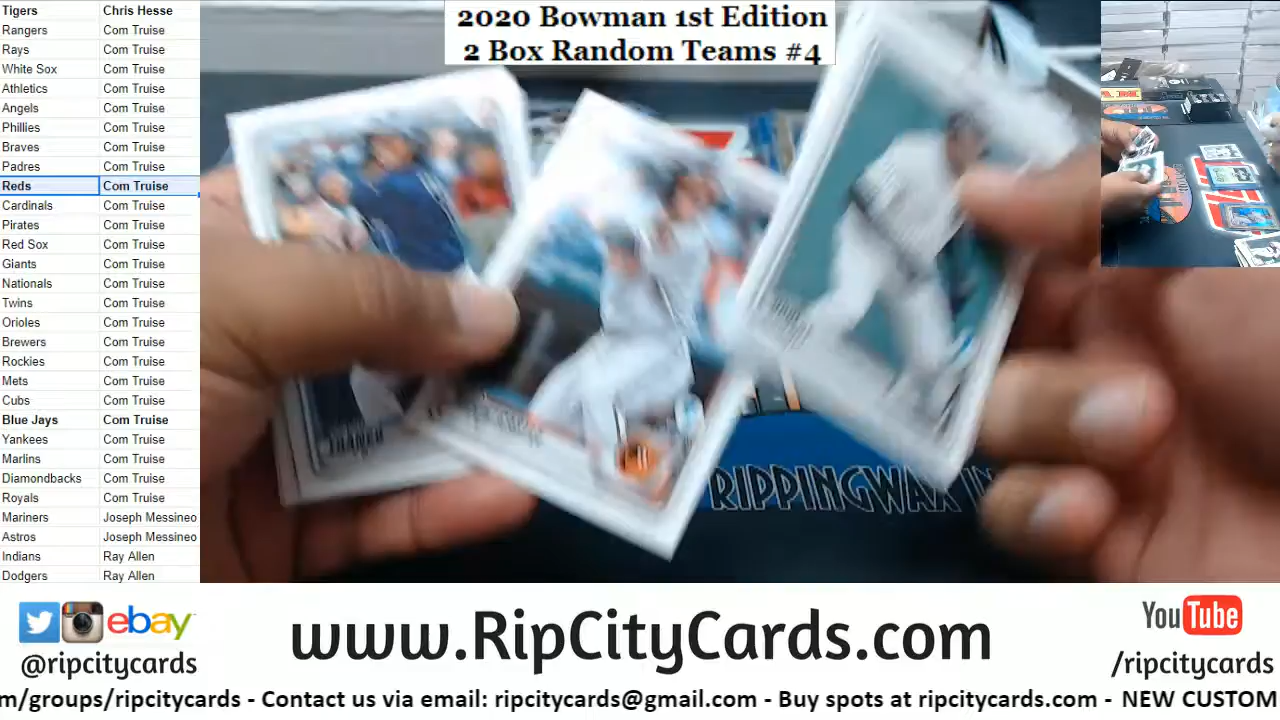 2020 Bowman 1st Edition
2 Box Random Teams #4
Tigers Chris Hesse
Rangers Com Truise
Rays Com Truise
White Sox Com Truise
Athletics Com Truise
Angels Com Truise
Phillies Com Truise
Braves Com Truise
Padres Com Truise
Reds Com Truise
Cardinals Com Truise
Pirates Com Truise
Red Sox Com Truise
Giants Com Truise
Nationals Com Truise
Twins Com Truise
Orioles Com Truise
Brewers Com Truise
Rockies Com Truise
Mets Com Truise
Cubs Com Truise
Blue Jays Com Truise
Yankees Com Truise
Marlins Com Truise
Diamondbacks Com Truise
Royals Com Truise
Mariners Joseph Messineo
Astros Joseph Messineo
Indians Ray Allen
Dodgers Ray Allen
RIPPINGWAX
ebay
@ripcitycards
www.RipCityCards.com
YouTube
/ripcitycards
m/groups/ripcitycards - Contact us via email: ripcitycards@gmail.com - Buy spots at ripcitycards.com - NEW CUSTOM